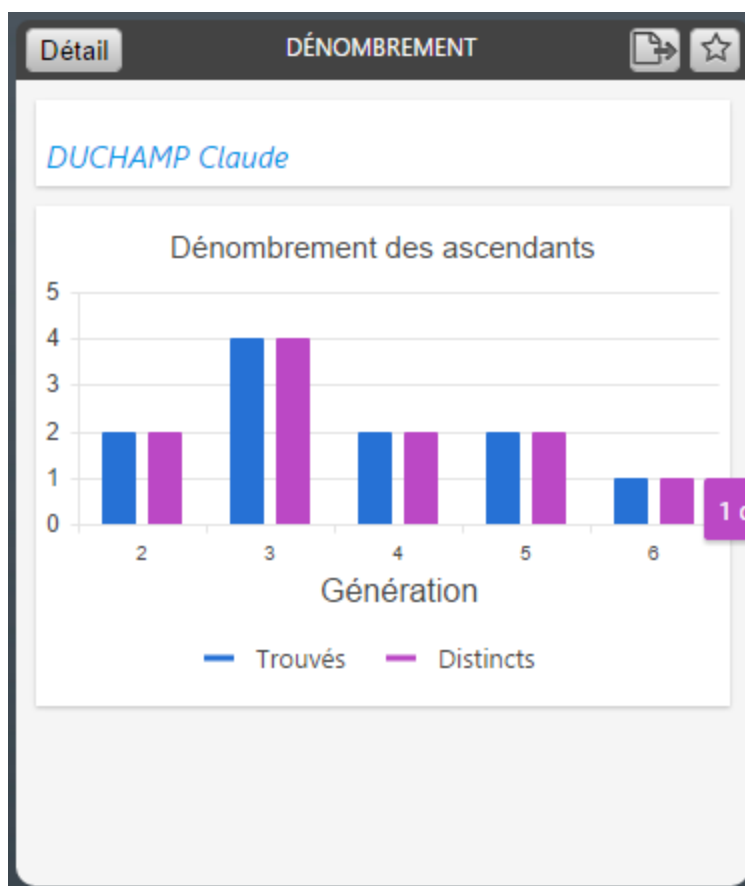 Détail DÉNOMBREMENT
DUCHAMP Claude
Dénombrement des ascendants
5
4
3
2
1
0
1
2 3 4 5 6
Génération
Trouvés Distincts